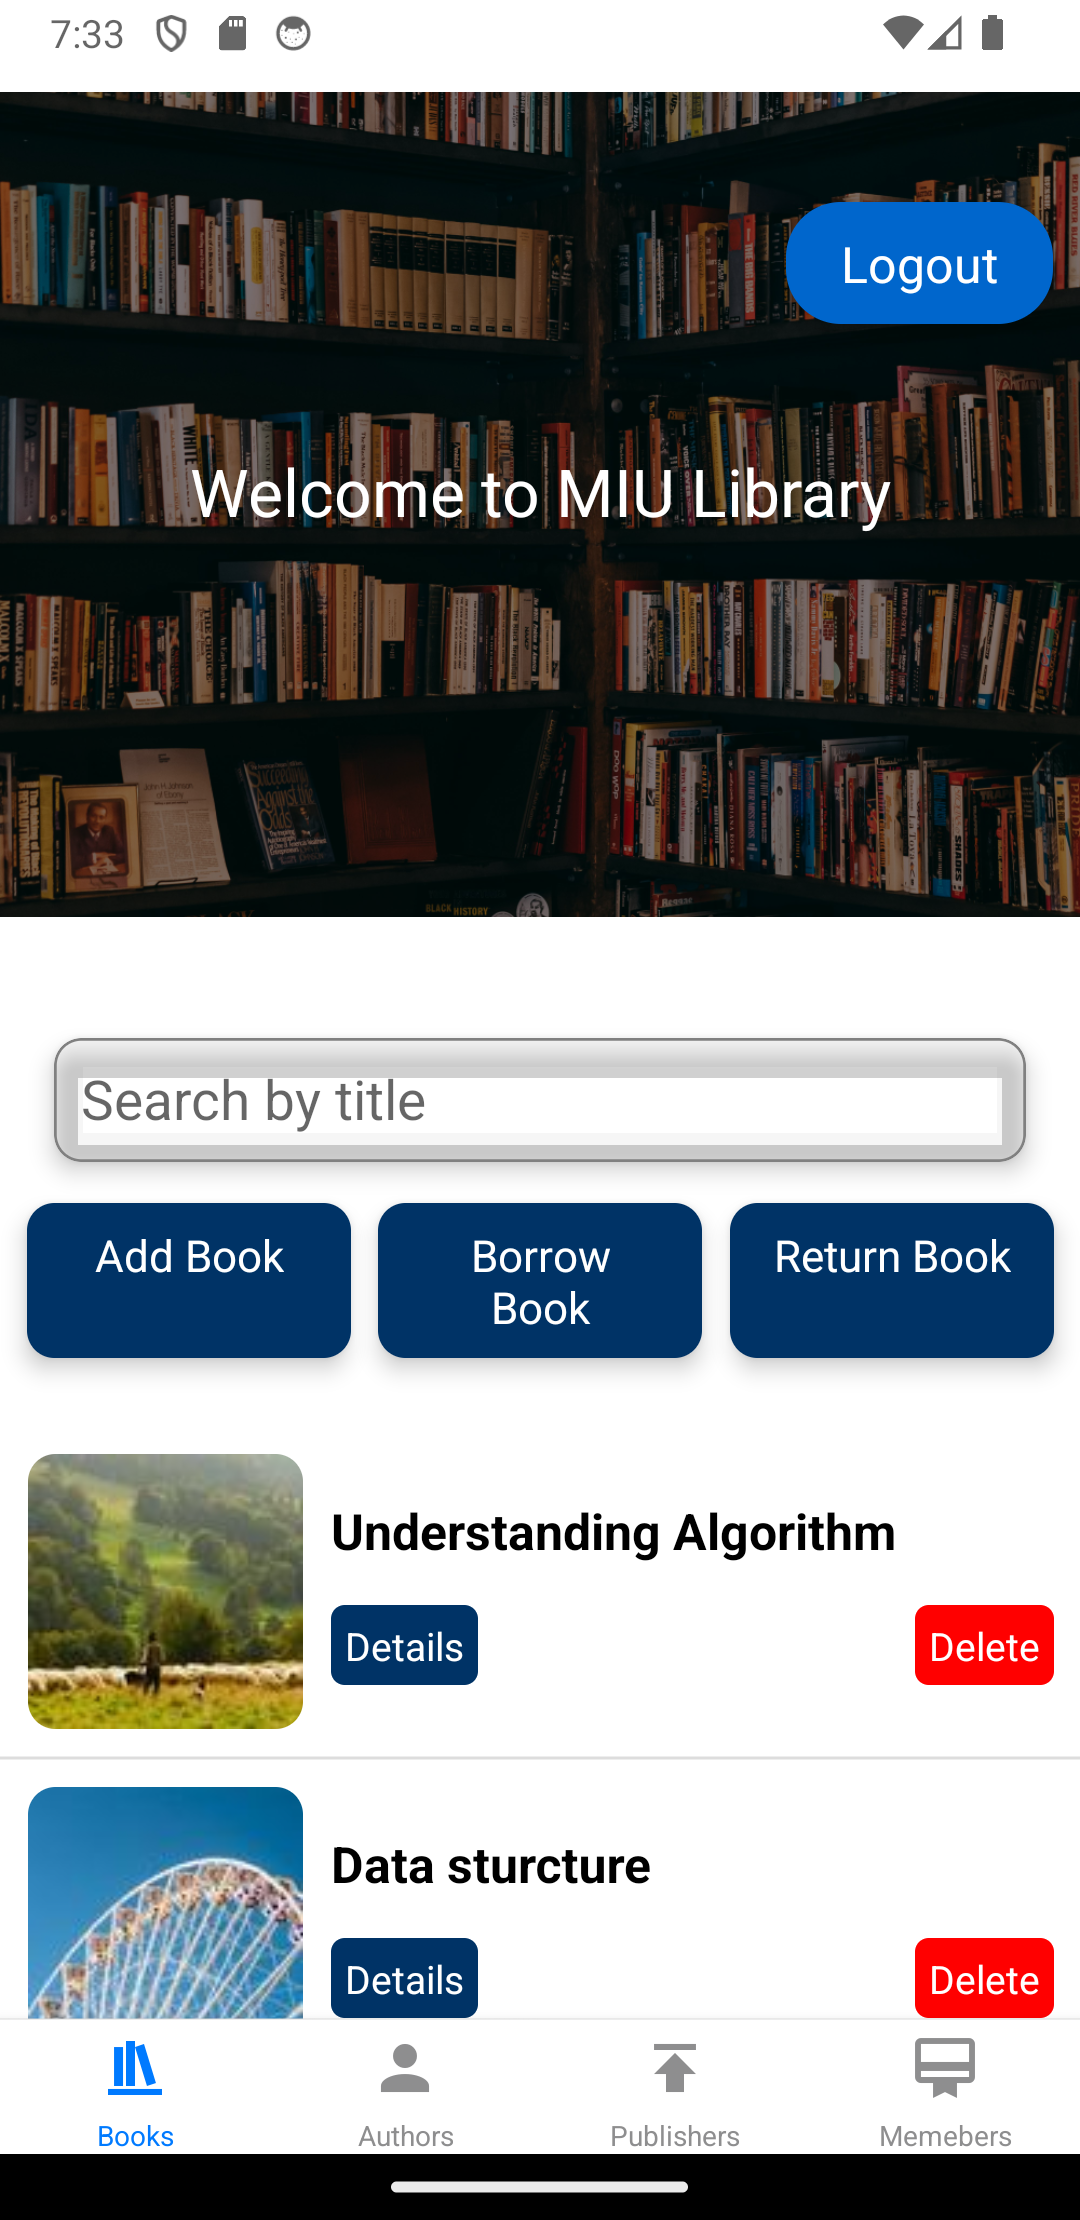 7:33
Logout
Welcome to MIU Library
Search by title
Add Book
Borrow
Book
Return Book
Understanding Algorithm
Details
Delete
Data sturcture
Details
Delete
Books
Authors
Publishers
Memebers